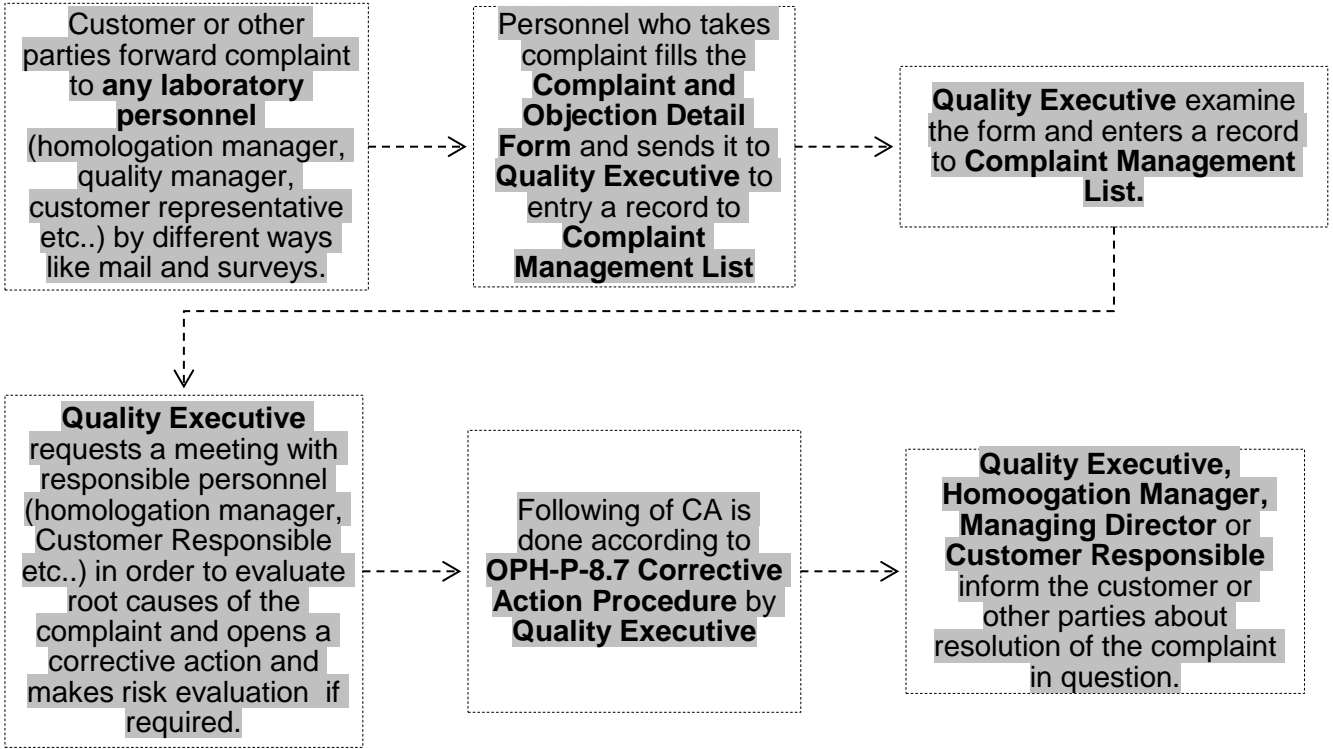 Customer or other
parties forward complaint
to any laboratory
personnel
(homologation manager,
quality manager,
customer representative
etc..) by different ways
like mail and surveys.
Personnel who takes
complaint fills the
Complaint and
Objection Detail
Form and sends it to
Quality Executive to
entry a record to
Complaint
Management List
Quality Executive examine
the form and enters a record
to Complaint Management
List.
Quality Executive
requests a meeting with
responsible personnel
(homologation manager,
Customer Responsible
etc..) in order to evaluate
root causes of the
complaint and opens a
corrective action and
makes risk evaluation  if
required.
Following of CA is
done according to
OPH-P-8.7 Corrective
Action Procedure by
Quality Executive
Quality Executive,
Homoogation Manager,
Managing Director or
Customer Responsible
inform the customer or
other parties about
resolution of the complaint
in question.